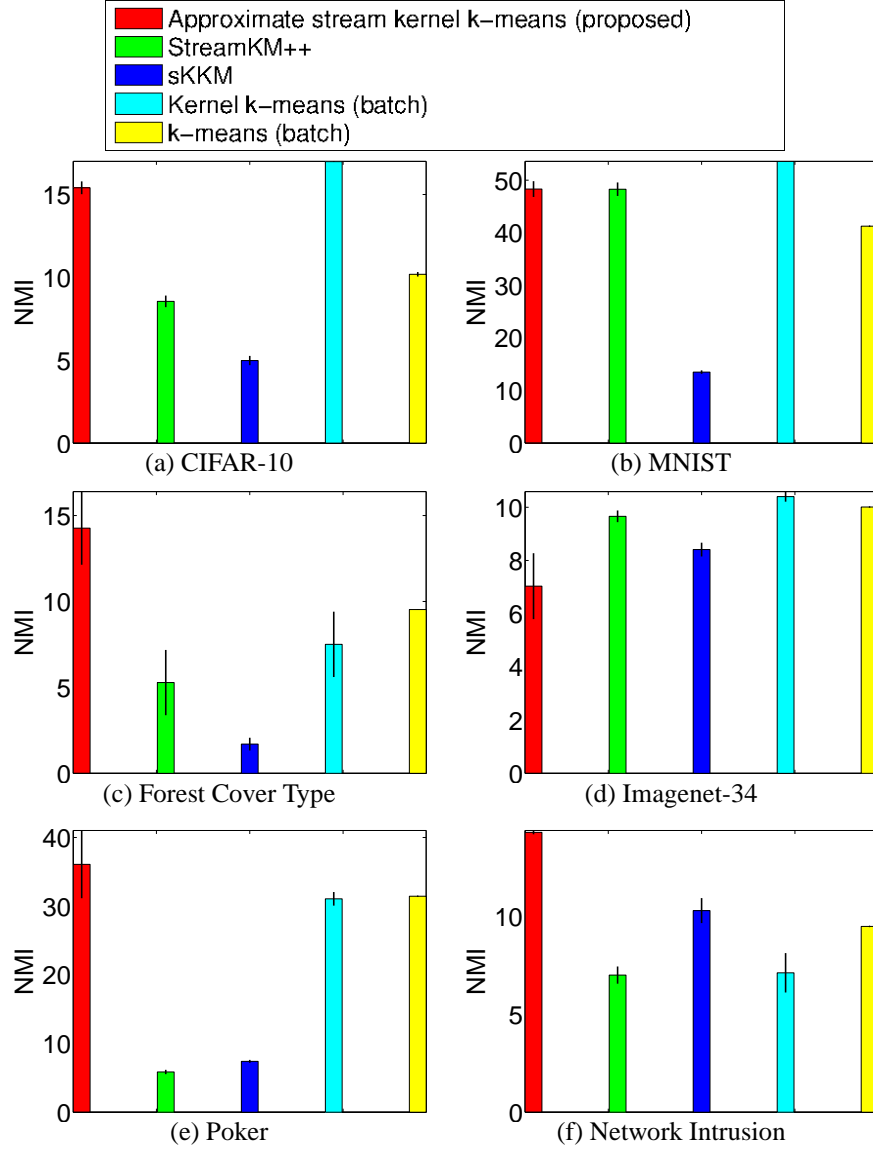 Approximate stream kernel k−means (proposed)
StreamKM++
sKKM
Kernel k−means (batch)
k−means (batch)
15
10
5
0
NMI
(a) CIFAR-10
50
40
30
20
10
0
NMI
(b) MNIST
15
10
5
0
NMI
(c) Forest Cover Type
10
8
6
4
2
0
NMI
(d) Imagenet-34
40
30
20
10
0
NMI
(e) Poker
10
5
0
NMI
(f) Network Intrusion